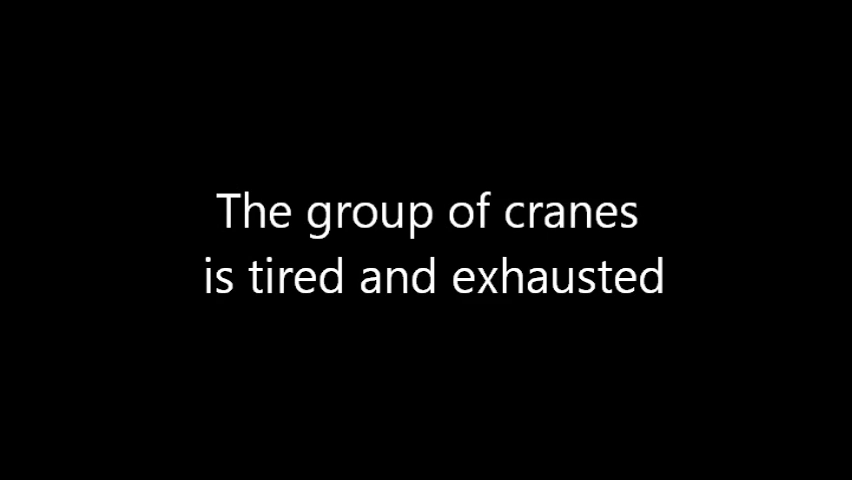 The group of cranes
is tired and exhausted